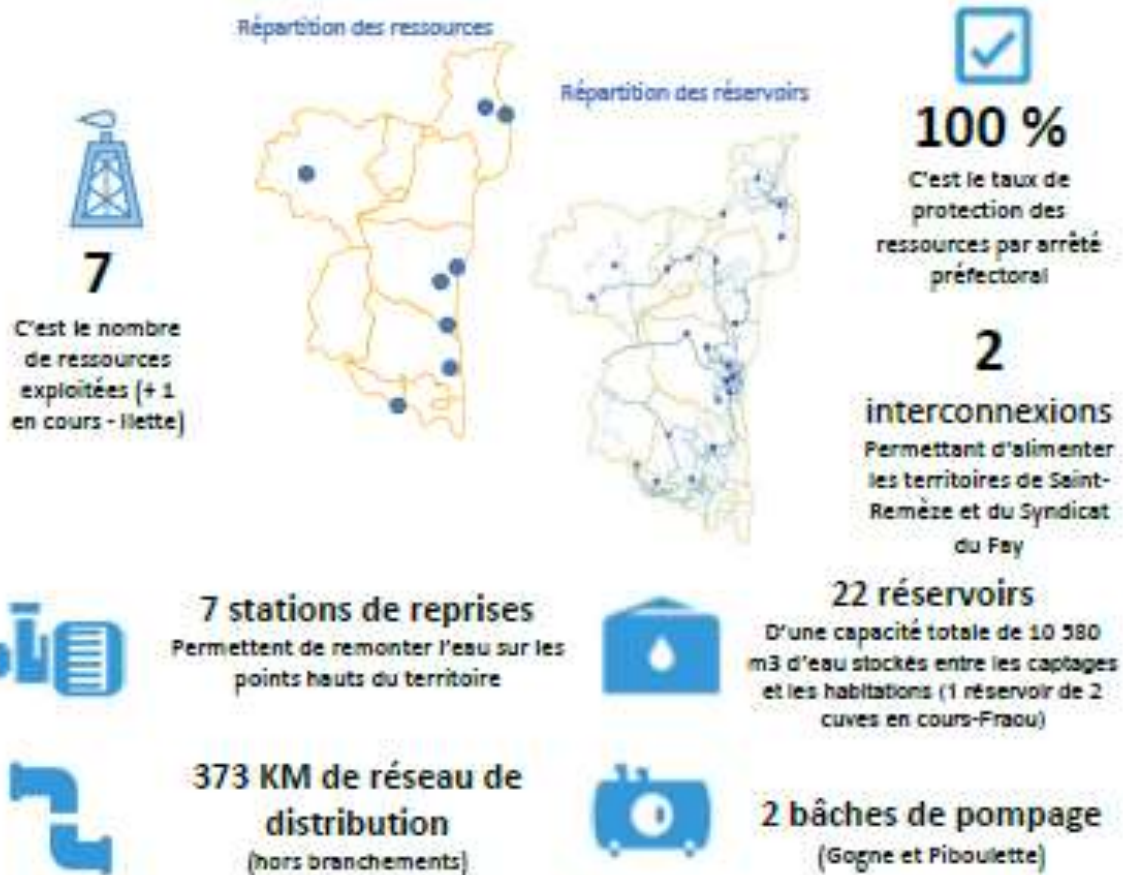 Répartition des ressources
Répartition des réservoirs
7
C'est le nombre
de ressources
exploitées (+ 1
en cours - Ilette)
100 %
C'est le taux de
protection des
ressources par arrêté
préfectoral
2
interconnexions
Permettant d'alimenter
les territoires de Saint-
Remèze et du Syndicat
du Fay
7 stations de reprises
Permettent de remonter l'eau sur les
points hauts du territoire
22 réservoirs
D'une capacité totale de 10 580
m3 d'eau stockés entre les captages
et les habitations (1 réservoir de 2
cuves en cours-Fraou)
373 KM de réseau de
distribution
(hors branchements)
2 bâches de pompage
(Gogne et Piboulette)